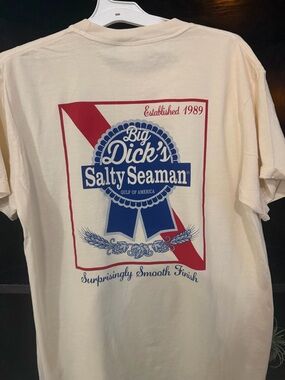 Established 1989
Big
Dick's
Salty Seaman
GULF OF AMERICA
Surprisingly Smooth Finish